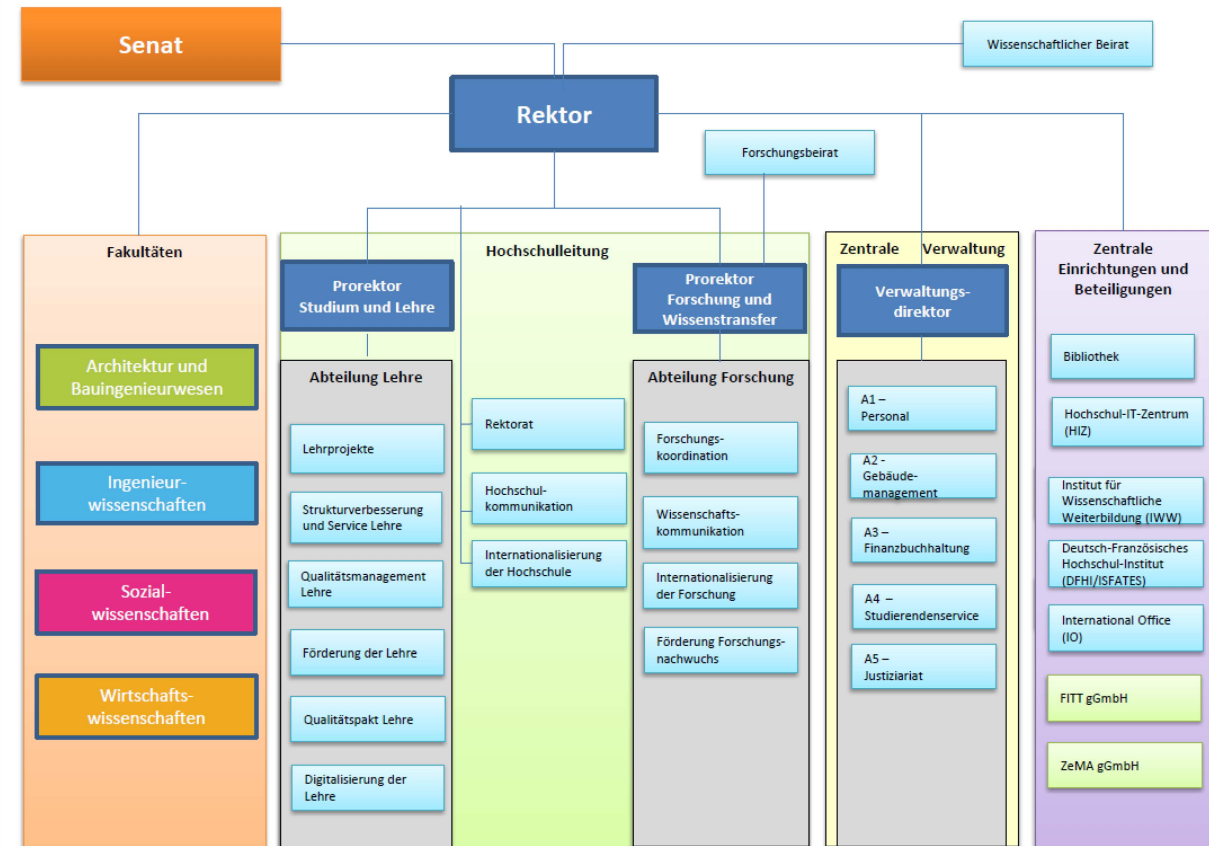 Senat
Wissenschaftlicher Beirat
Rektor
Forschungsbeirat
Fakultäten
Architektur und
Bauingenieurwesen
Ingenieur-
wissenschaften
Sozial-
wissenschaften
Wirtschafts-
wissenschaften
Hochschulleitung
Prorektor
Studium und Lehre
Abteilung Lehre
Lehrprojekte
Strukturverbesserung
und Service Lehre
Qualitätsmanagement
Lehre
Förderung der Lehre
Qualitätspakt Lehre
Digitalisierung der
Lehre
Rektorat
Hochschul-
kommunikation
Internationalisierung
der Hochschule
Prorektor
Forschung und
Wissenstransfer
Abteilung Forschung
Forschungs-
koordination
Wissenschafts-
kommunikation
Internationalisierung
der Forschung
Förderung Forschungs-
nachwuchs
Zentrale Verwaltung
Verwaltungs-
direktor
A1 –
Personal
A2 -
Gebäude-
management
A3 –
Finanzbuchhaltung
A4 –
Studierendenservice
A5 –
Justiziariat
Zentrale
Einrichtungen und
Beteiligungen
Bibliothek
Hochschul-IT-Zentrum
(HIZ)
Institut für
Wissenschaftliche
Weiterbildung (IWW)
Deutsch-Französisches
Hochschul-Institut
(DFHI/ISFATES)
International Office
(IO)
FITT gGmbH
ZeMA gGmbH